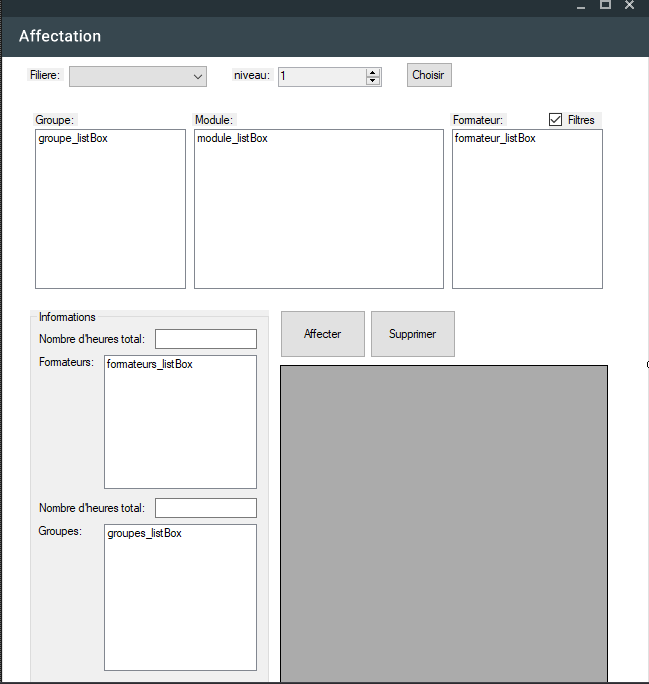 Affectation
Filiere: niveau: 1 Choisir
Groupe: Module: Formateur: Filtres
groupe_listBox module_listBox formateur_listBox
Informations
Nombre d'heures total: Affecter Supprimer
Formateurs: formateurs_listBox
Nombre d'heures total:
Groupes: groupes_listBox